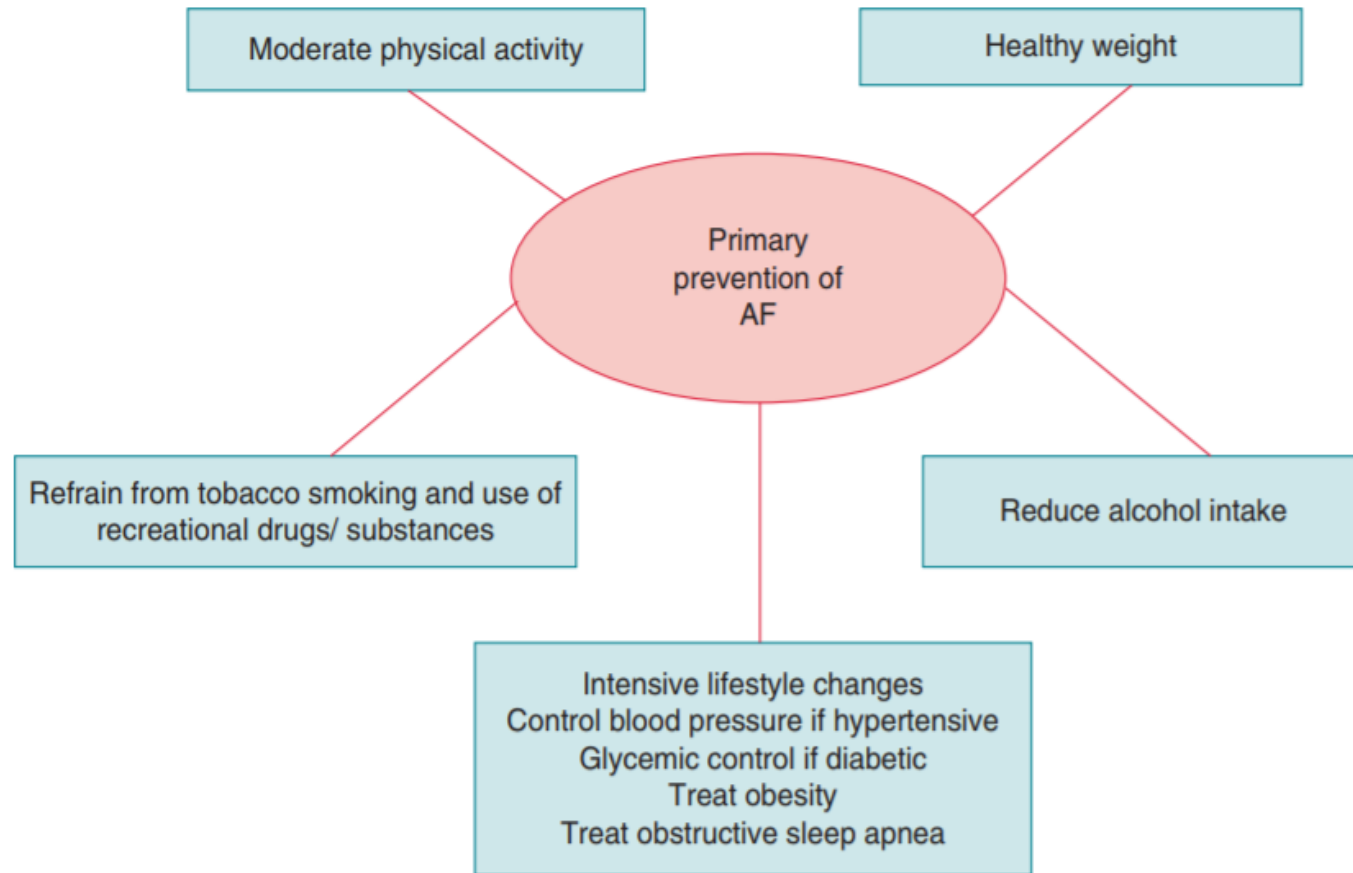 Moderate physical activity
Healthy weight
Primary
prevention of
AF
Refrain from tobacco smoking and use of
recreational drugs/ substances
Reduce alcohol intake
Intensive lifestyle changes
Control blood pressure if hypertensive
Glycemic control if diabetic
Treat obesity
Treat obstructive sleep apnea